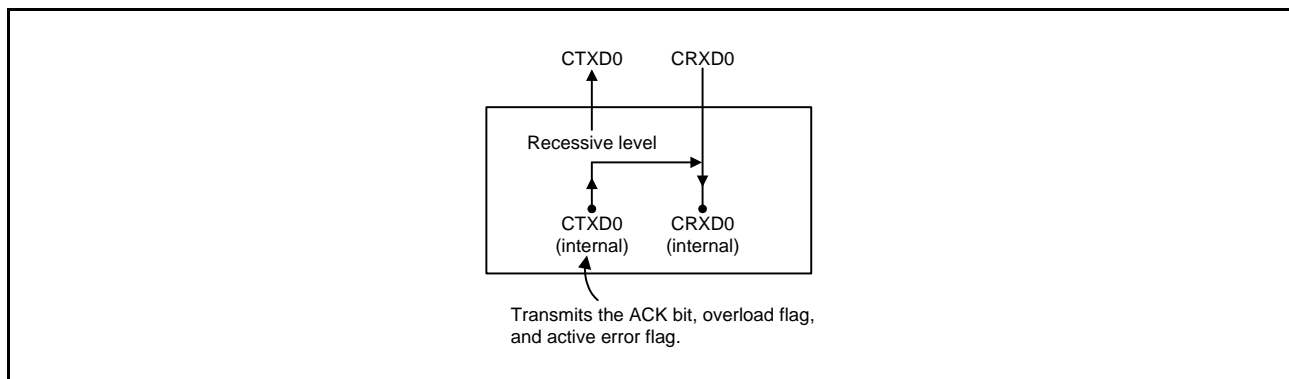 CTXD0 CRXD0
Recessive level
CTXD0 CRXD0
(internal) (internal)
Transmits the ACK bit, overload flag,
and active error flag.